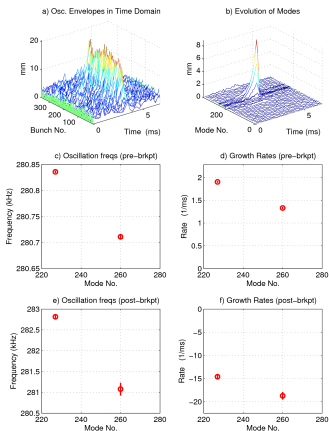 a) Osc. Envelopes in Time Domain
b) Evolution of Modes
mm
20
10
0
300
200
100
Bunch No.
0
5
Time (ms)
mm
8
6
4
2
0
200
Mode No.
0
0
5
Time (ms)
c) Oscillation freqs (pre−brkpt)
d) Growth Rates (pre−brkpt)
Frequency (kHz)
280.85
280.8
280.75
280.7
280.65
220 240 260 280
Mode No.
Rate (1/ms)
2
1.5
1
0.5
0
220 240 260 280
Mode No.
e) Oscillation freqs (post−brkpt)
f) Growth Rates (post−brkpt)
Frequency (kHz)
283
282.5
282
281.5
281
280.5
220 240 260 280
Mode No.
Rate (1/ms)
0
−5
−10
−15
−20
220 240 260 280
Mode No.